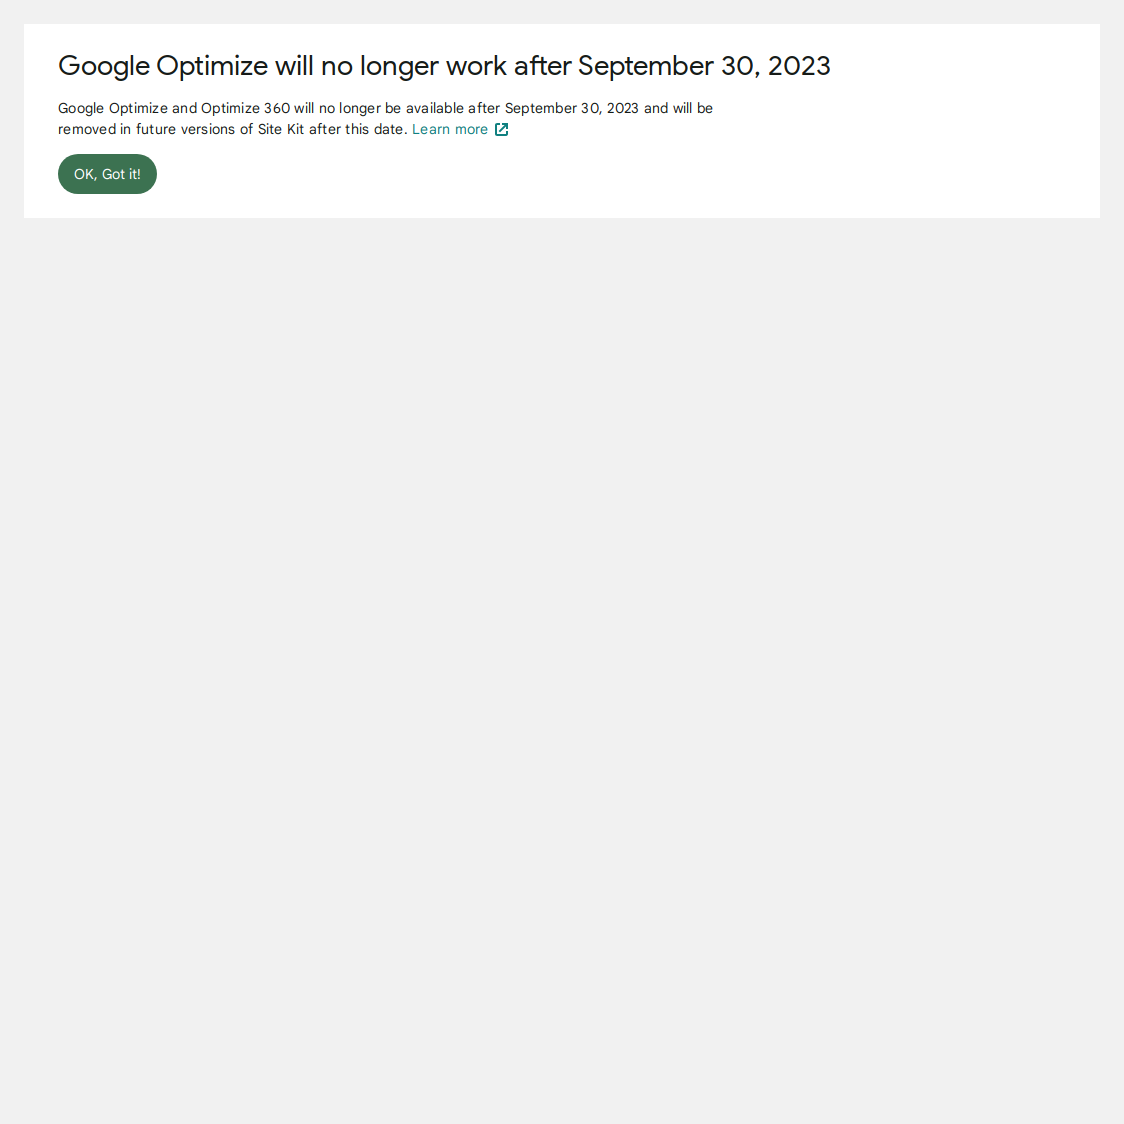 Google Optimize will no longer work after September 30, 2023
Google Optimize and Optimize 360 will no longer be available after September 30, 2023 and will be
removed in future versions of Site Kit after this date. Learn more
OK, Got it!